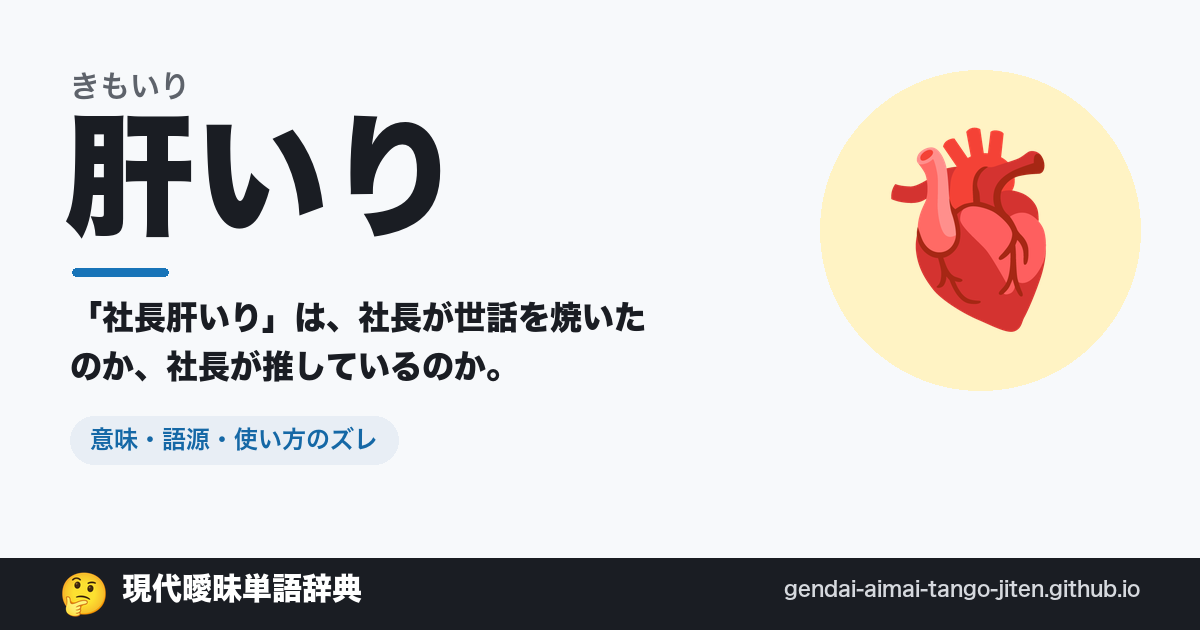 きもいり
肝いり
「社長肝いり」は、社長が世話を焼いた
のか、社長が推しているのか。
意味・語源・使い方のズレ
現代曖昧単語辞典
gendai-aimai-tango-jiten.github.io